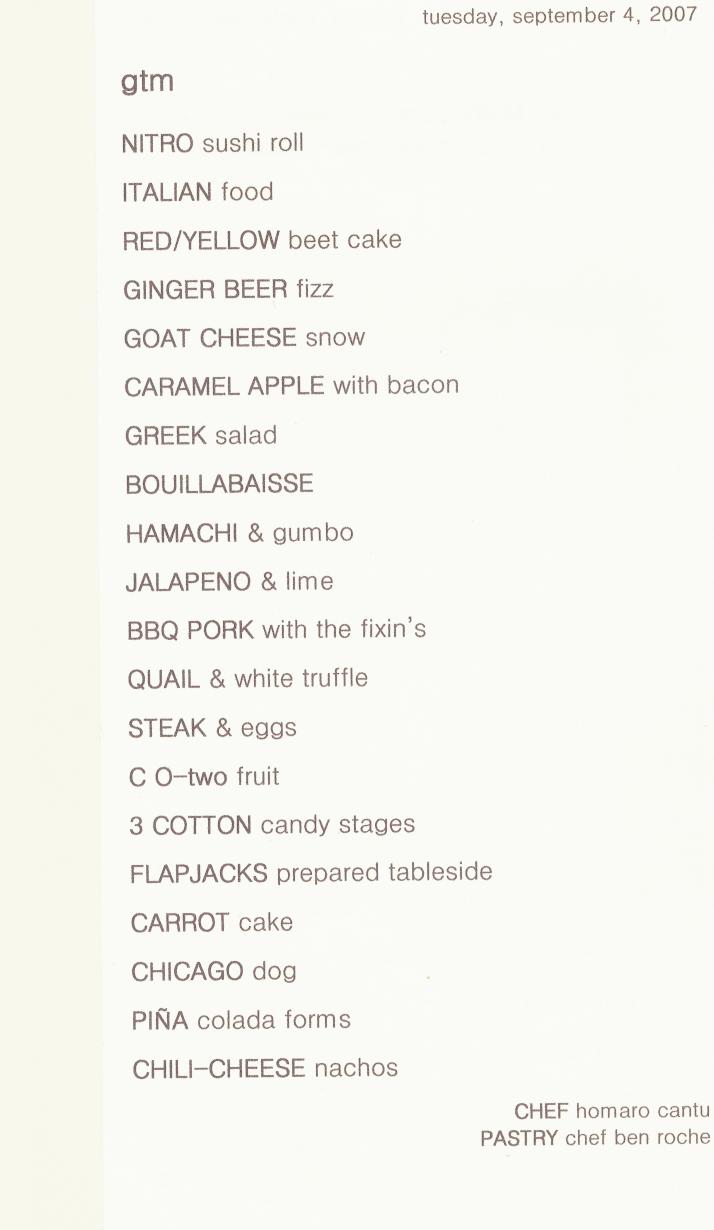 tuesday, september 4, 2007
gtm
NITRO sushi roll
ITALIAN food
RED/YELLOW beet cake
GINGER BEER fizz
GOAT CHEESE snow
CARAMEL APPLE with bacon
GREEK salad
BOUILLABAISSE
HAMACHI & gumbo
JALAPENO & lime
BBQ PORK with the fixin's
QUAIL & white truffle
STEAK & eggs
C O–two fruit
3 COTTON candy stages
FLAPJACKS prepared tableside
CARROT cake
CHICAGO dog
PIÑA colada forms
CHILI–CHEESE nachos
CHEF homaro cantu
PASTRY chef ben roche